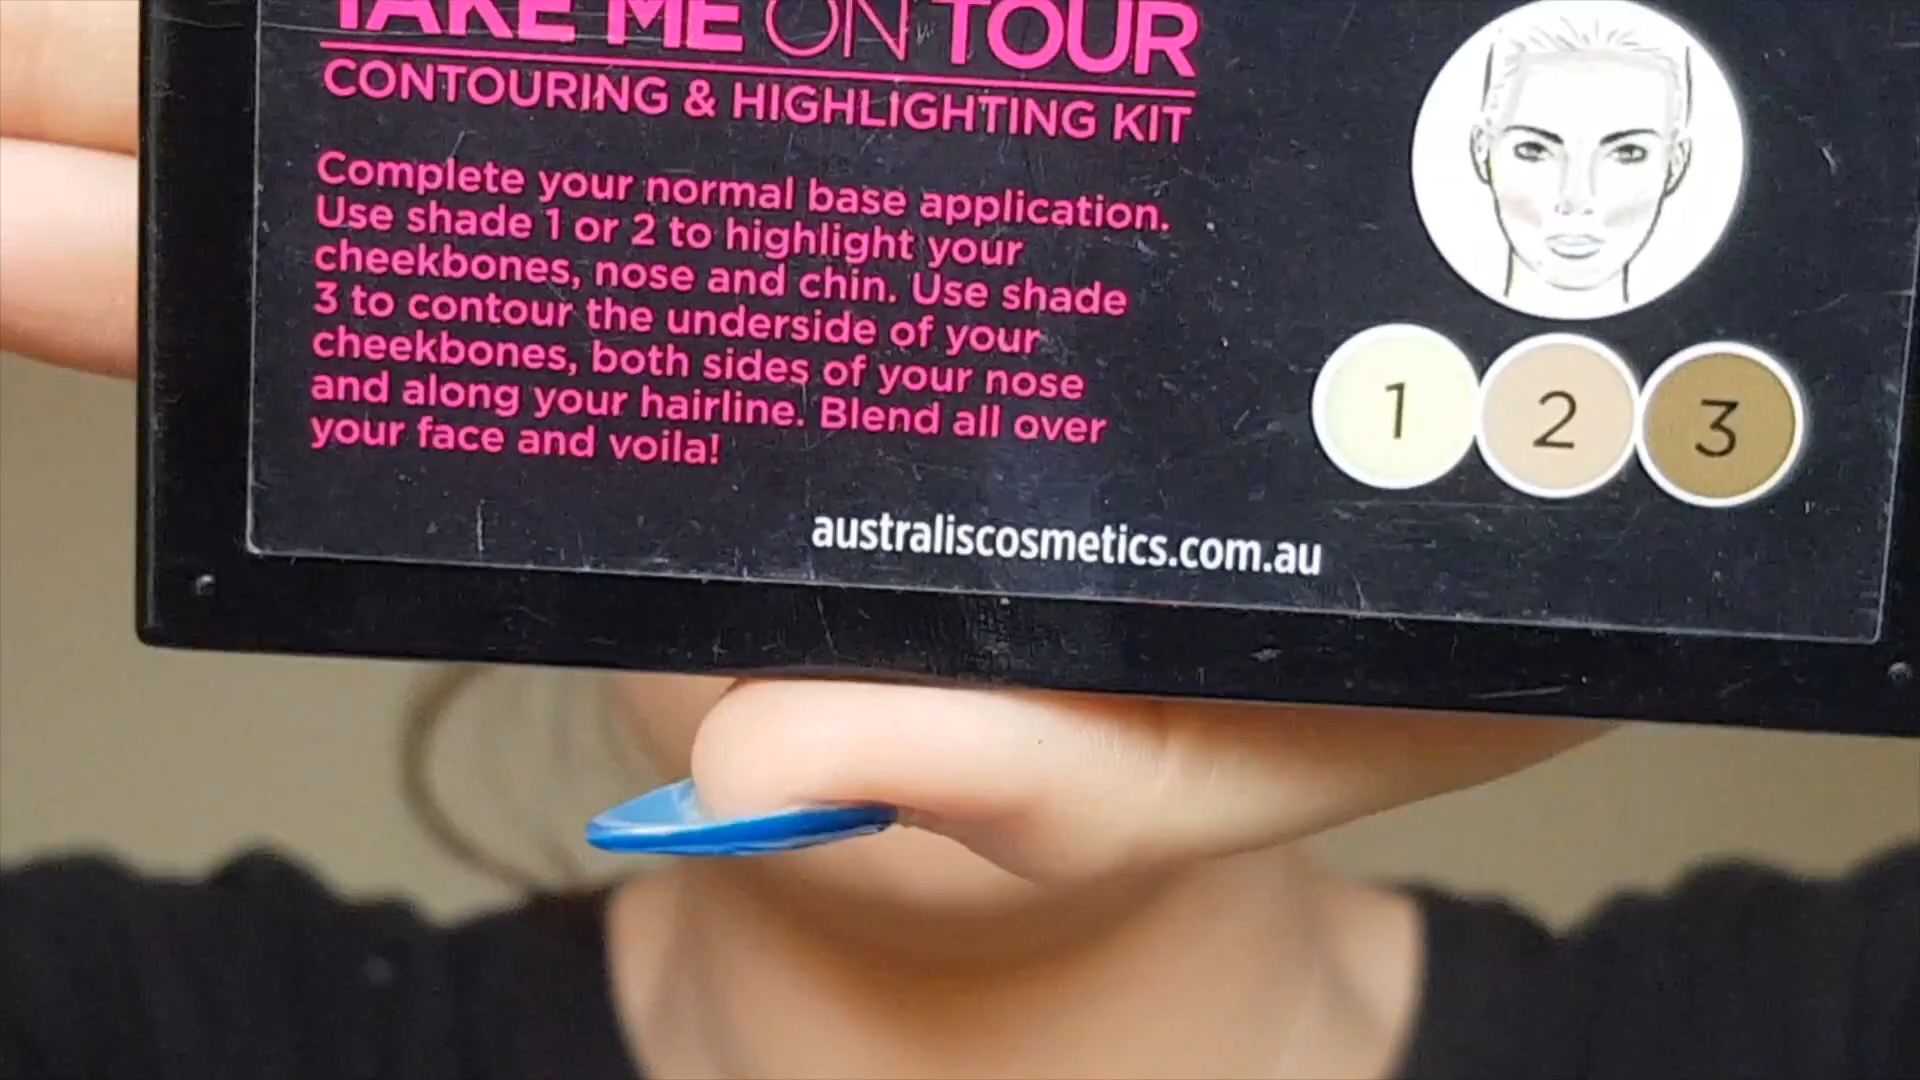 TAKE ME ON TOUR
CONTOURING & HIGHLIGHTING KIT
Complete your normal base application.
Use shade 1 or 2 to highlight your
cheekbones, nose and chin. Use shade
3 to contour the underside of your
cheekbones, both sides of your nose
and along your hairline. Blend all over
your face and voila!
1 2 3
australiscosmetics.com.au